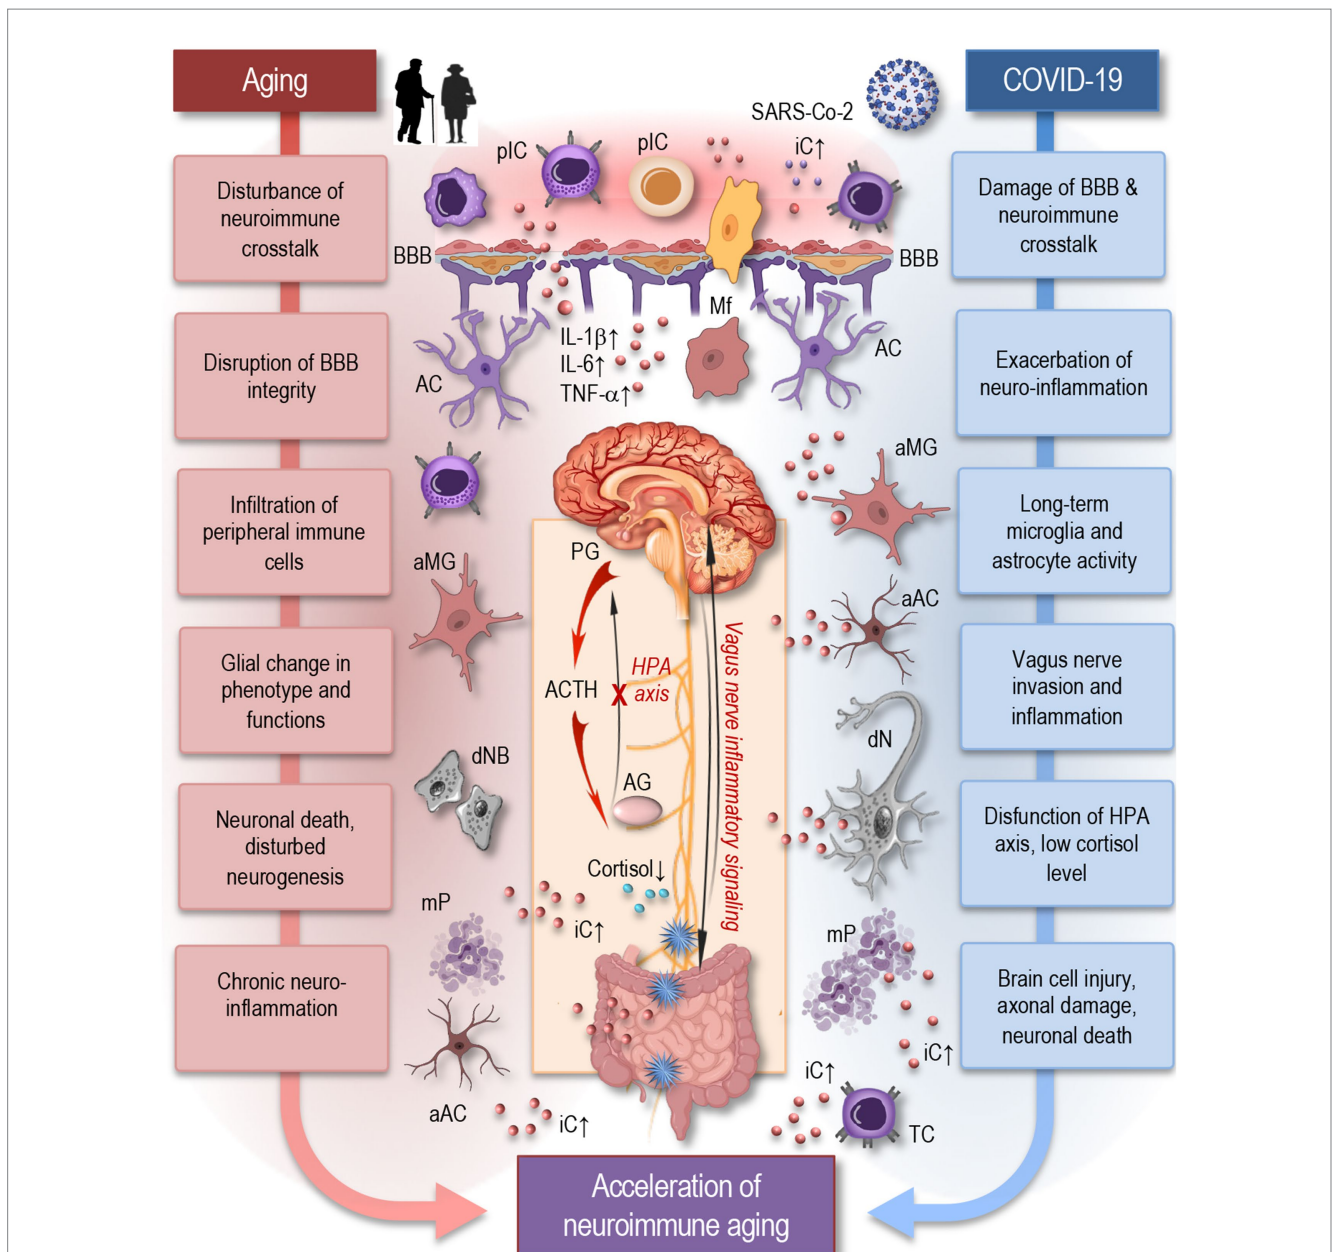 Aging
Disturbance of
neuroimmune
crosstalk
Disruption of BBB
integrity
Infiltration of
peripheral immune
cells
Glial change in
phenotype and
functions
Neuronal death,
disturbed
neurogenesis
Chronic neuro-
inflammation
SARS-Co-2
pIC
pIC
iC↑
BBB
BBB
Mf
IL-1β↑
IL-6↑
TNF-α↑
AC
AC
aMG
aMG
PG
aAC
HPA
axis
ACTH
X
Vagus nerve inflammatory signaling
dN
dNB
AG
Cortisol↓
mP
iC↑
mP
iC↑
iC↑
aAC
iC↑
TC
COVID-19
Damage of BBB &
neuroimmune
crosstalk
Exacerbation of
neuro-inflammation
Long-term
microglia and
astrocyte activity
Vagus nerve
invasion and
inflammation
Disfunction of HPA
axis, low cortisol
level
Brain cell injury,
axonal damage,
neuronal death
Acceleration of
neuroimmune aging